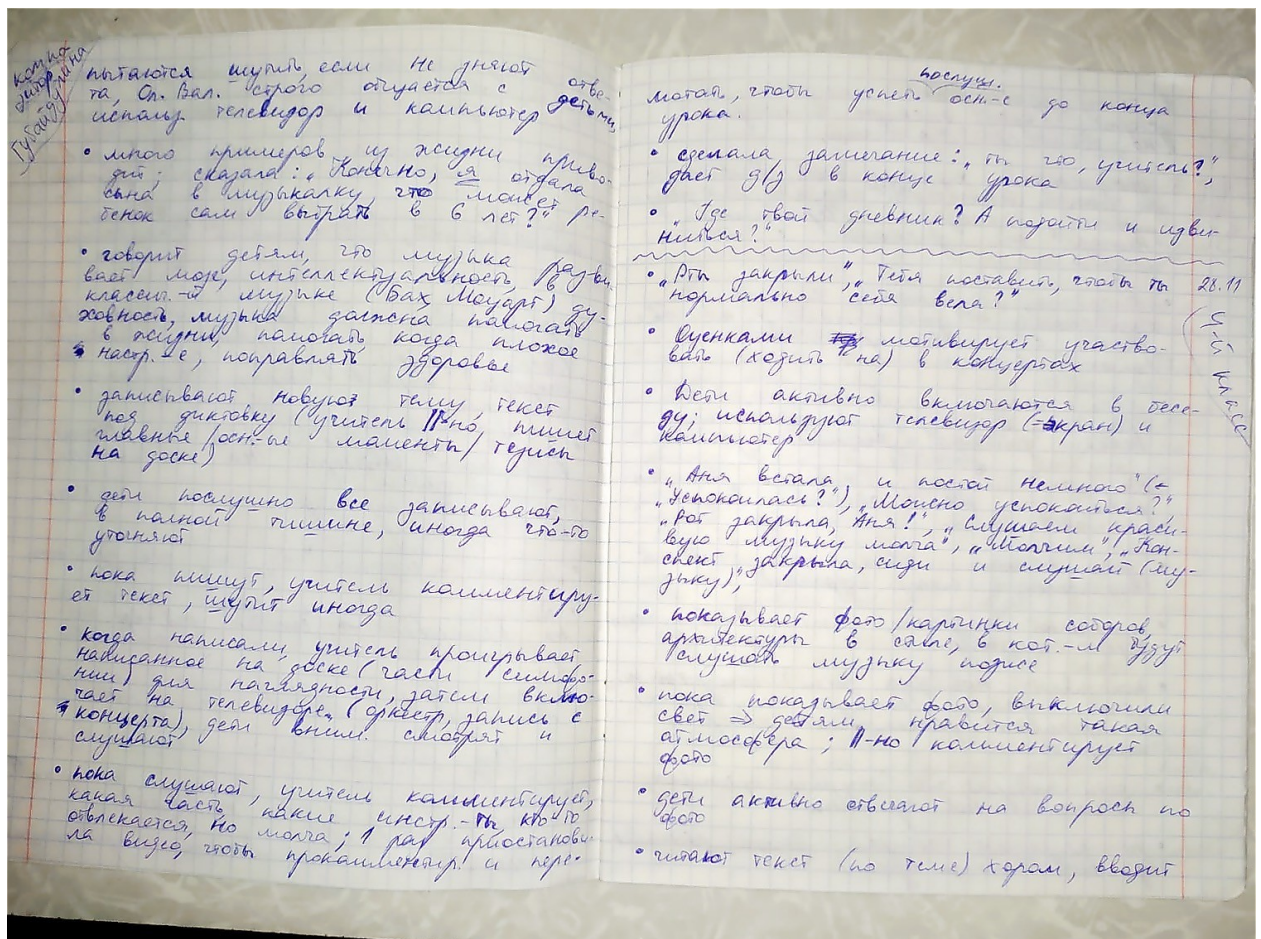 композитор Губайдулина
пытаются шутить, если не знают отве-
та, Ол. Вал. строго общается с детьми,
использ. телевизор и компьютер
• много примеров из жизни приво-
дит; сказала: „Конечно, я отдала
сына в музыкалку, что может ре-
бёнок сам выбрать в 6 лет?"
• говорит детям, что музыка разви-
вает мозг, интеллектуальность, в
классич.-й музыке (Бах, Моцарт) ду-
ховность, музыка должна помогать
в жизни, помогать, когда плохое
настр.-е, поправлять здоровье
• записывают новую тему, текст
под диктовку (учитель ||-но пишет
главные/осн.-ые моменты/тезисы
на доске)
• дети послушно все записывают,
в полной тишине, иногда что-то
уточняют
• пока пишут, учитель комментиру-
ет текст, шутит иногда
• когда написали, учитель проигрывает
написанное на доске (части симфо-
нии) для наглядности, затем вклю-
чает на телевизоре (оркестр, запись с
концерта), дети вним. смотрят и
слушают
• пока слушают, учитель комментирует,
какая часть, какие инстр.-ты, кто-то
отвлекается, но молча; 1 раз приостанови-
ла видео, чтобы прокомментир. и пере-
мотать, чтобы успеть послуш. осн.-е до конца
урока.
• сделала замечание: „ты что, учитель?",
дает д/з в конце урока
• „Где твой дневник? А подойти и изви-
ниться?"
28.11
• „Рты закрыли", „Тебя поставить, чтобы ты
нормально себя вела?"
• Оценками мотивирует участво-
вать (ходить на) в концертах
• Дети активно включаются в бесе-
ду; используют телевизор (=экран) и
компьютер
• „Аня встала, и постой немного" (←
„Успокоилась?"), „Можно успокоиться?",
„Рот закрыла, Аня!", „Слушаем краси-
вую музыку молча", „Молчим", „Кон-
спект закрыла, сиди и слушай (му-
зыку)"
• показывает фото/картинки соборов,
архитектуры в стиле, в кот.-м будут
слушать музыку позже
• пока показывает фото, выключили
свет ⇒ детям нравится такая
атмосфера; ||-но комментирует
фото
• дети активно отвечают на вопросы по
фото
• читают текст (по теме) хором, вводит
класс